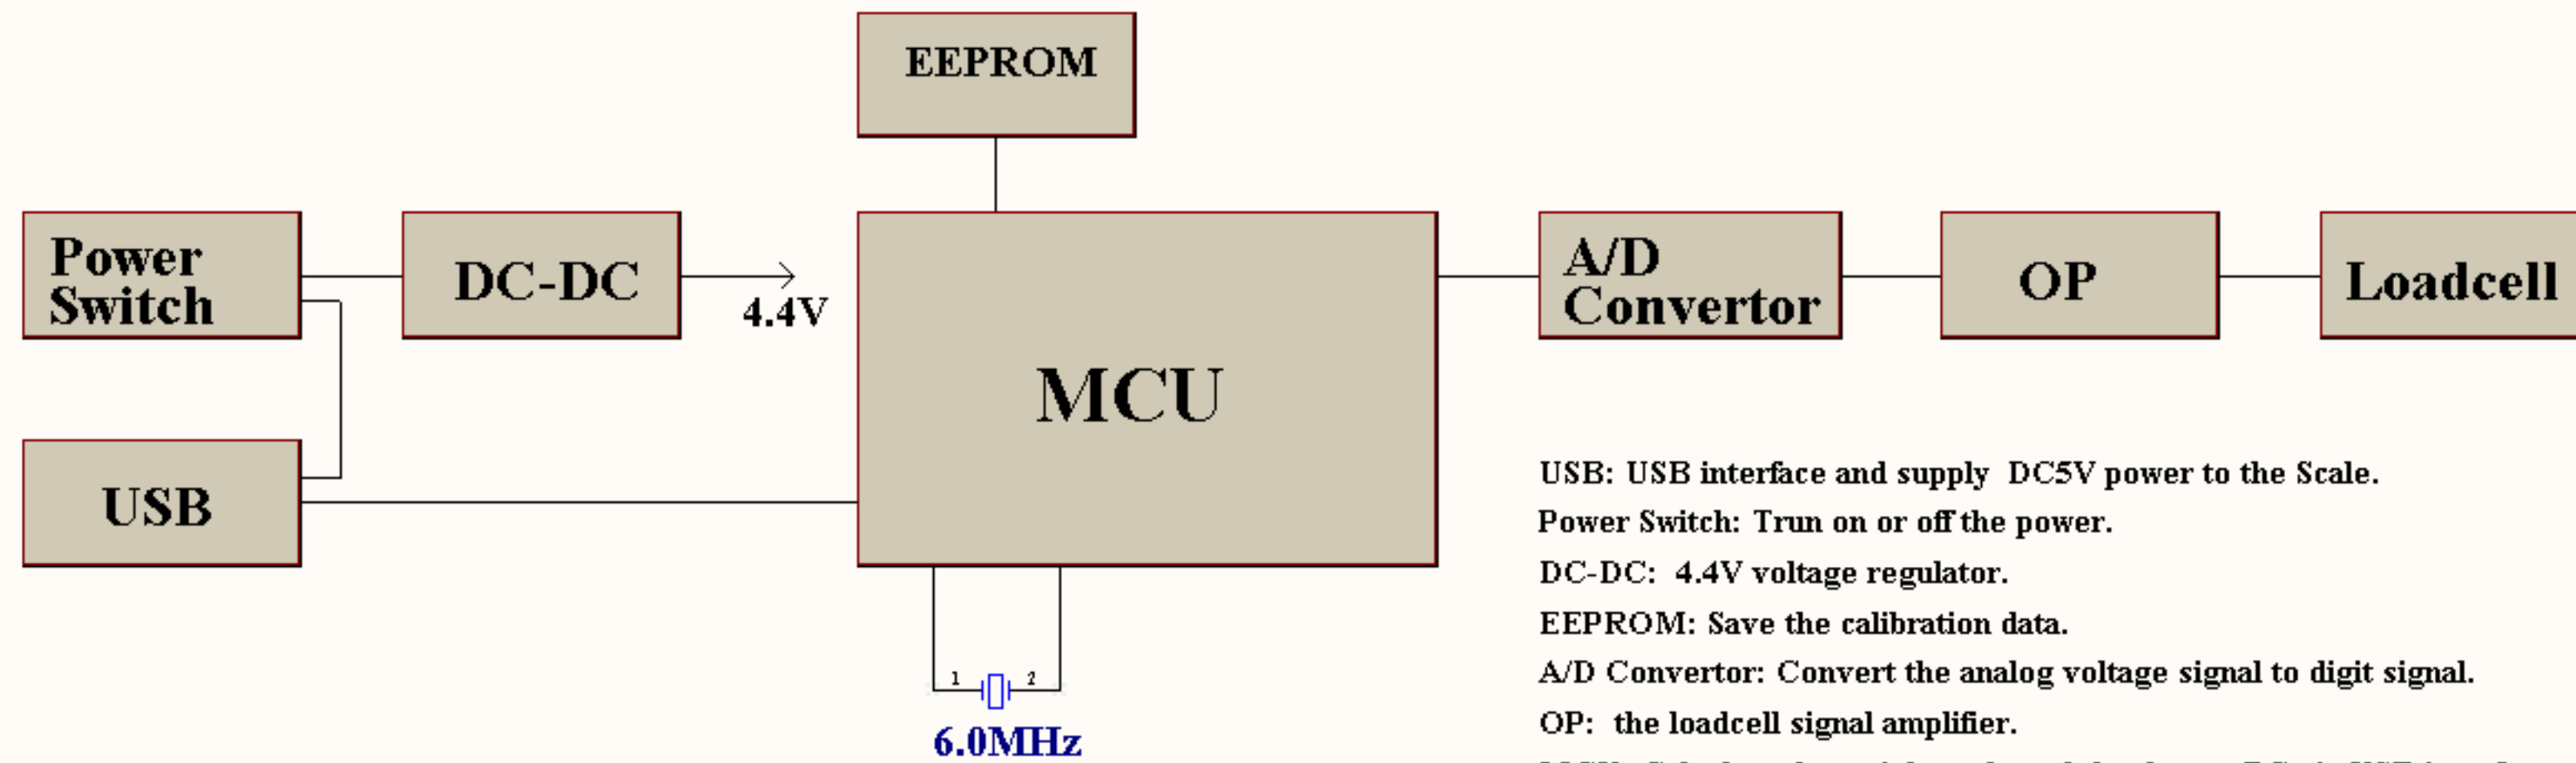 EEPROM
Power
Switch
DC-DC
4.4V
A/D
Convertor
OP
Loadcell
MCU
USB
1 2
6.0MHz
USB: USB interface and supply DC5V power to the Scale.
Power Switch: Trun on or off the power.
DC-DC: 4.4V voltage regulator.
EEPROM: Save the calibration data.
A/D Convertor: Convert the analog voltage signal to digit signal.
OP: the loadcell signal amplifier.